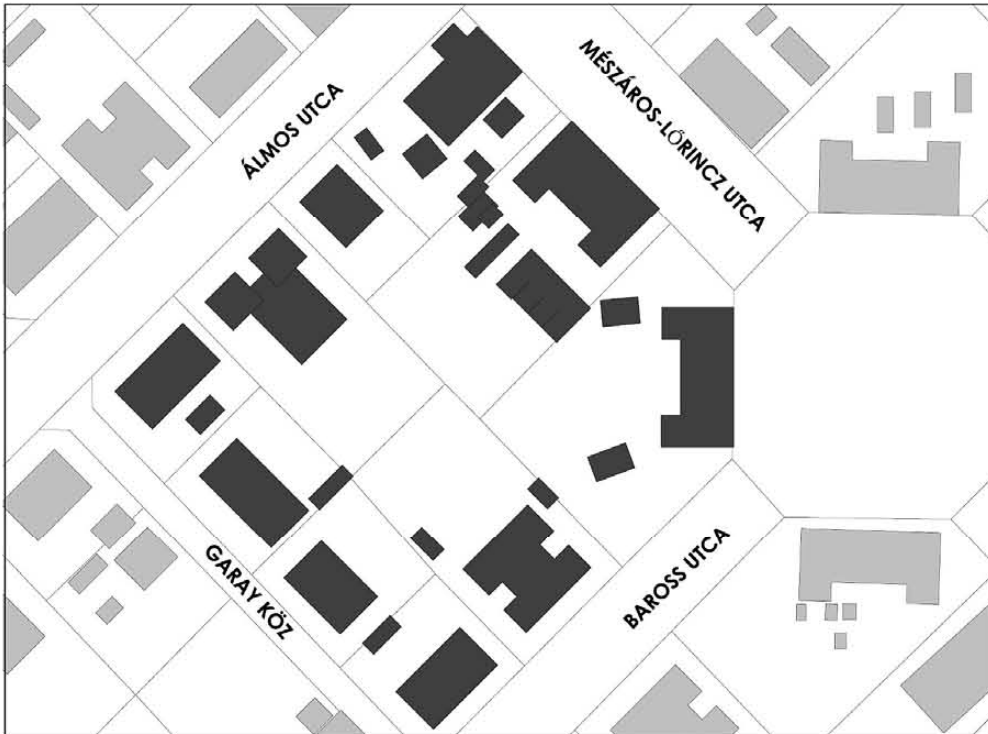 MÉSZÁROS-LŐRINCZ UTCA
ÁLMOS UTCA
GARAY KÖZ
BAROSS UTCA